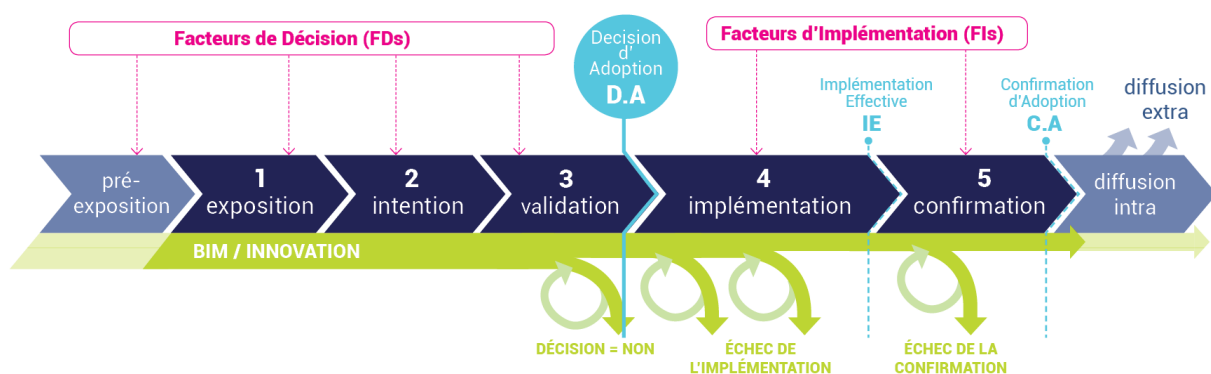 Facteurs de Décision (FDs)
Decision
d'
Adoption
D.A
Facteurs d'Implémentation (FIs)
Implémentation
Effective
IE
Confirmation
d'Adoption
C.A
diffusion
extra
pré-
exposition
1
exposition
2
intention
3
validation
4
implémentation
5
confirmation
diffusion
intra
BIM / INNOVATION
DÉCISION = NON
ÉCHEC DE
L'IMPLÉMENTATION
ÉCHEC DE LA
CONFIRMATION